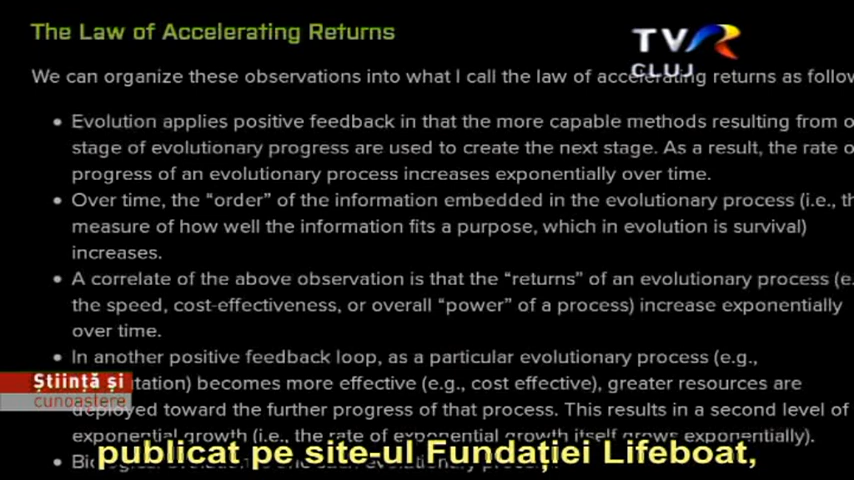 The Law of Accelerating Returns
TVR
CLUJ
We can organize these observations into what I call the law of accelerating returns as follow
• Evolution applies positive feedback in that the more capable methods resulting from o
stage of evolutionary progress are used to create the next stage. As a result, the rate o
progress of an evolutionary process increases exponentially over time.
• Over time, the “order” of the information embedded in the evolutionary process (i.e., th
measure of how well the information fits a purpose, which in evolution is survival)
increases.
• A correlate of the above observation is that the “returns” of an evolutionary process (e.
the speed, cost-effectiveness, or overall “power” of a process) increase exponentially
over time.
• In another positive feedback loop, as a particular evolutionary process (e.g.,
tation) becomes more effective (e.g., cost effective), greater resources are
deployed toward the further progress of that process. This results in a second level of
exponential growth (i.e., the rate of exponential growth itself grows exponentially).
Știință și
cunoaștere
publicat pe site-ul Fundației Lifeboat,